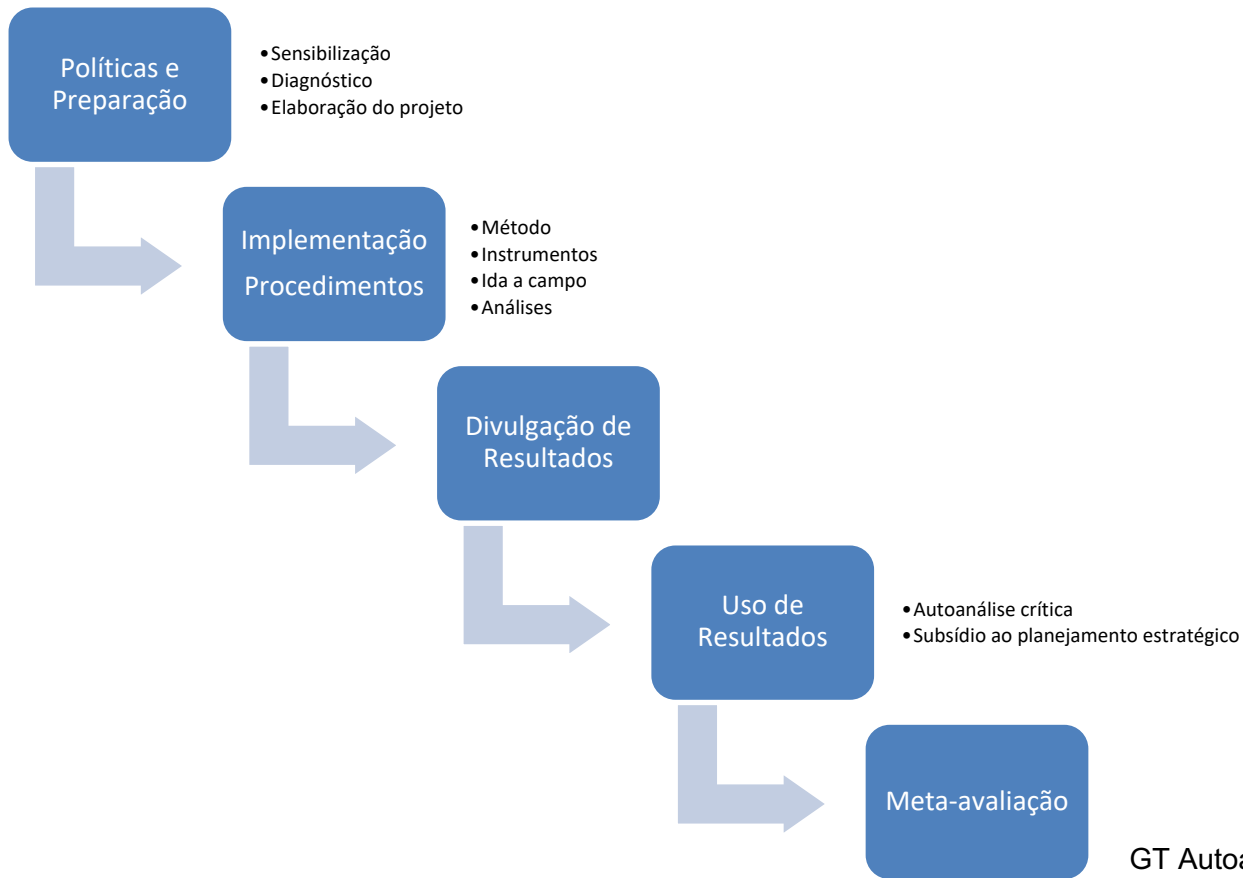 Políticas e
Preparação
•Sensibilização
•Diagnóstico
•Elaboração do projeto
Implementação
Procedimentos
•Método
•Instrumentos
•Ida a campo
•Análises
Divulgação de
Resultados
Uso de
Resultados
•Autoanálise crítica
•Subsídio ao planejamento estratégico
Meta-avaliação
GT